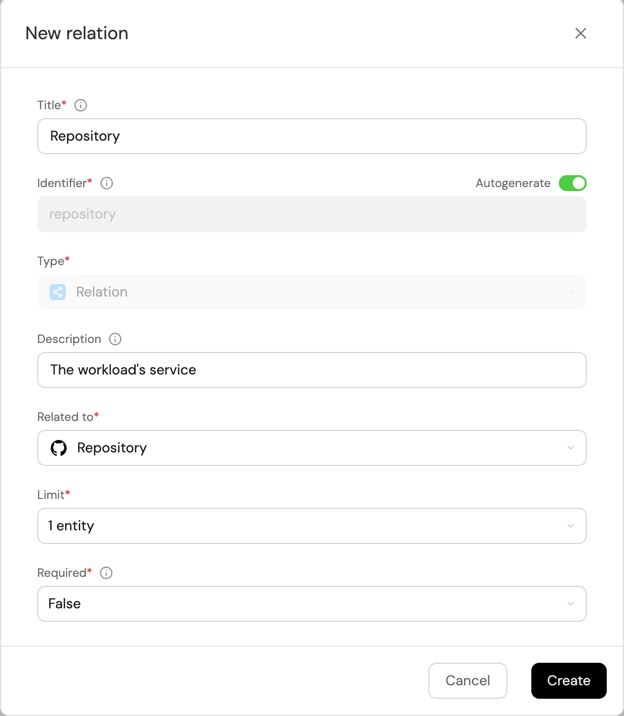 New relation
Title*
Repository
Identifier* Autogenerate
repository
Type*
Relation
Description
The workload's service
Related to*
Repository
Limit*
1 entity
Required*
False
Cancel Create